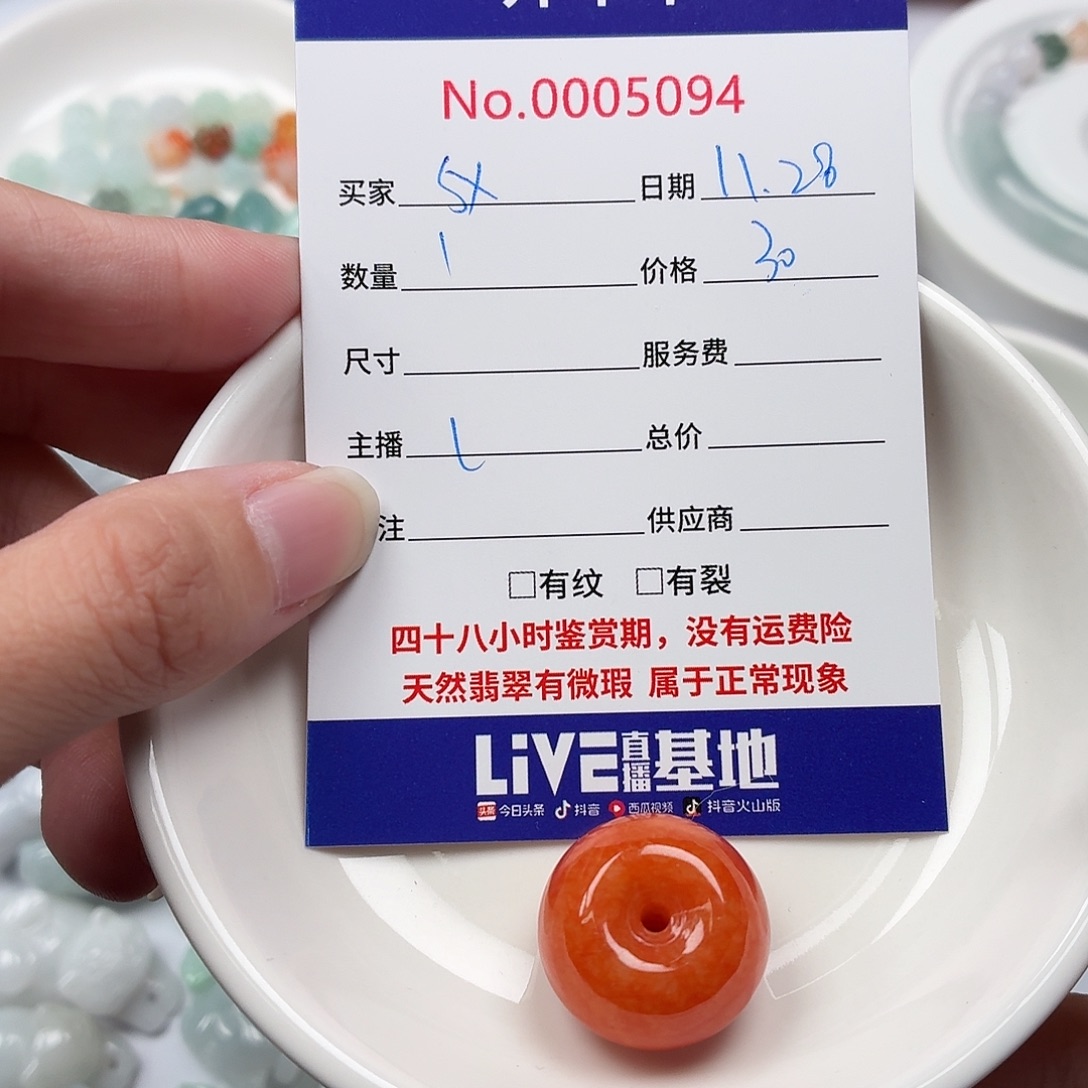 No.0005094
买家 SX 日期 11.28
数量 1 价格 30
尺寸 服务费
主播 L 总价
注 供应商
□有纹 □有裂
四十八小时鉴赏期，没有运费险
天然翡翠有微瑕 属于正常现象
LiVE直播基地
头条 今日头条 抖音 西瓜视频 抖音火山版